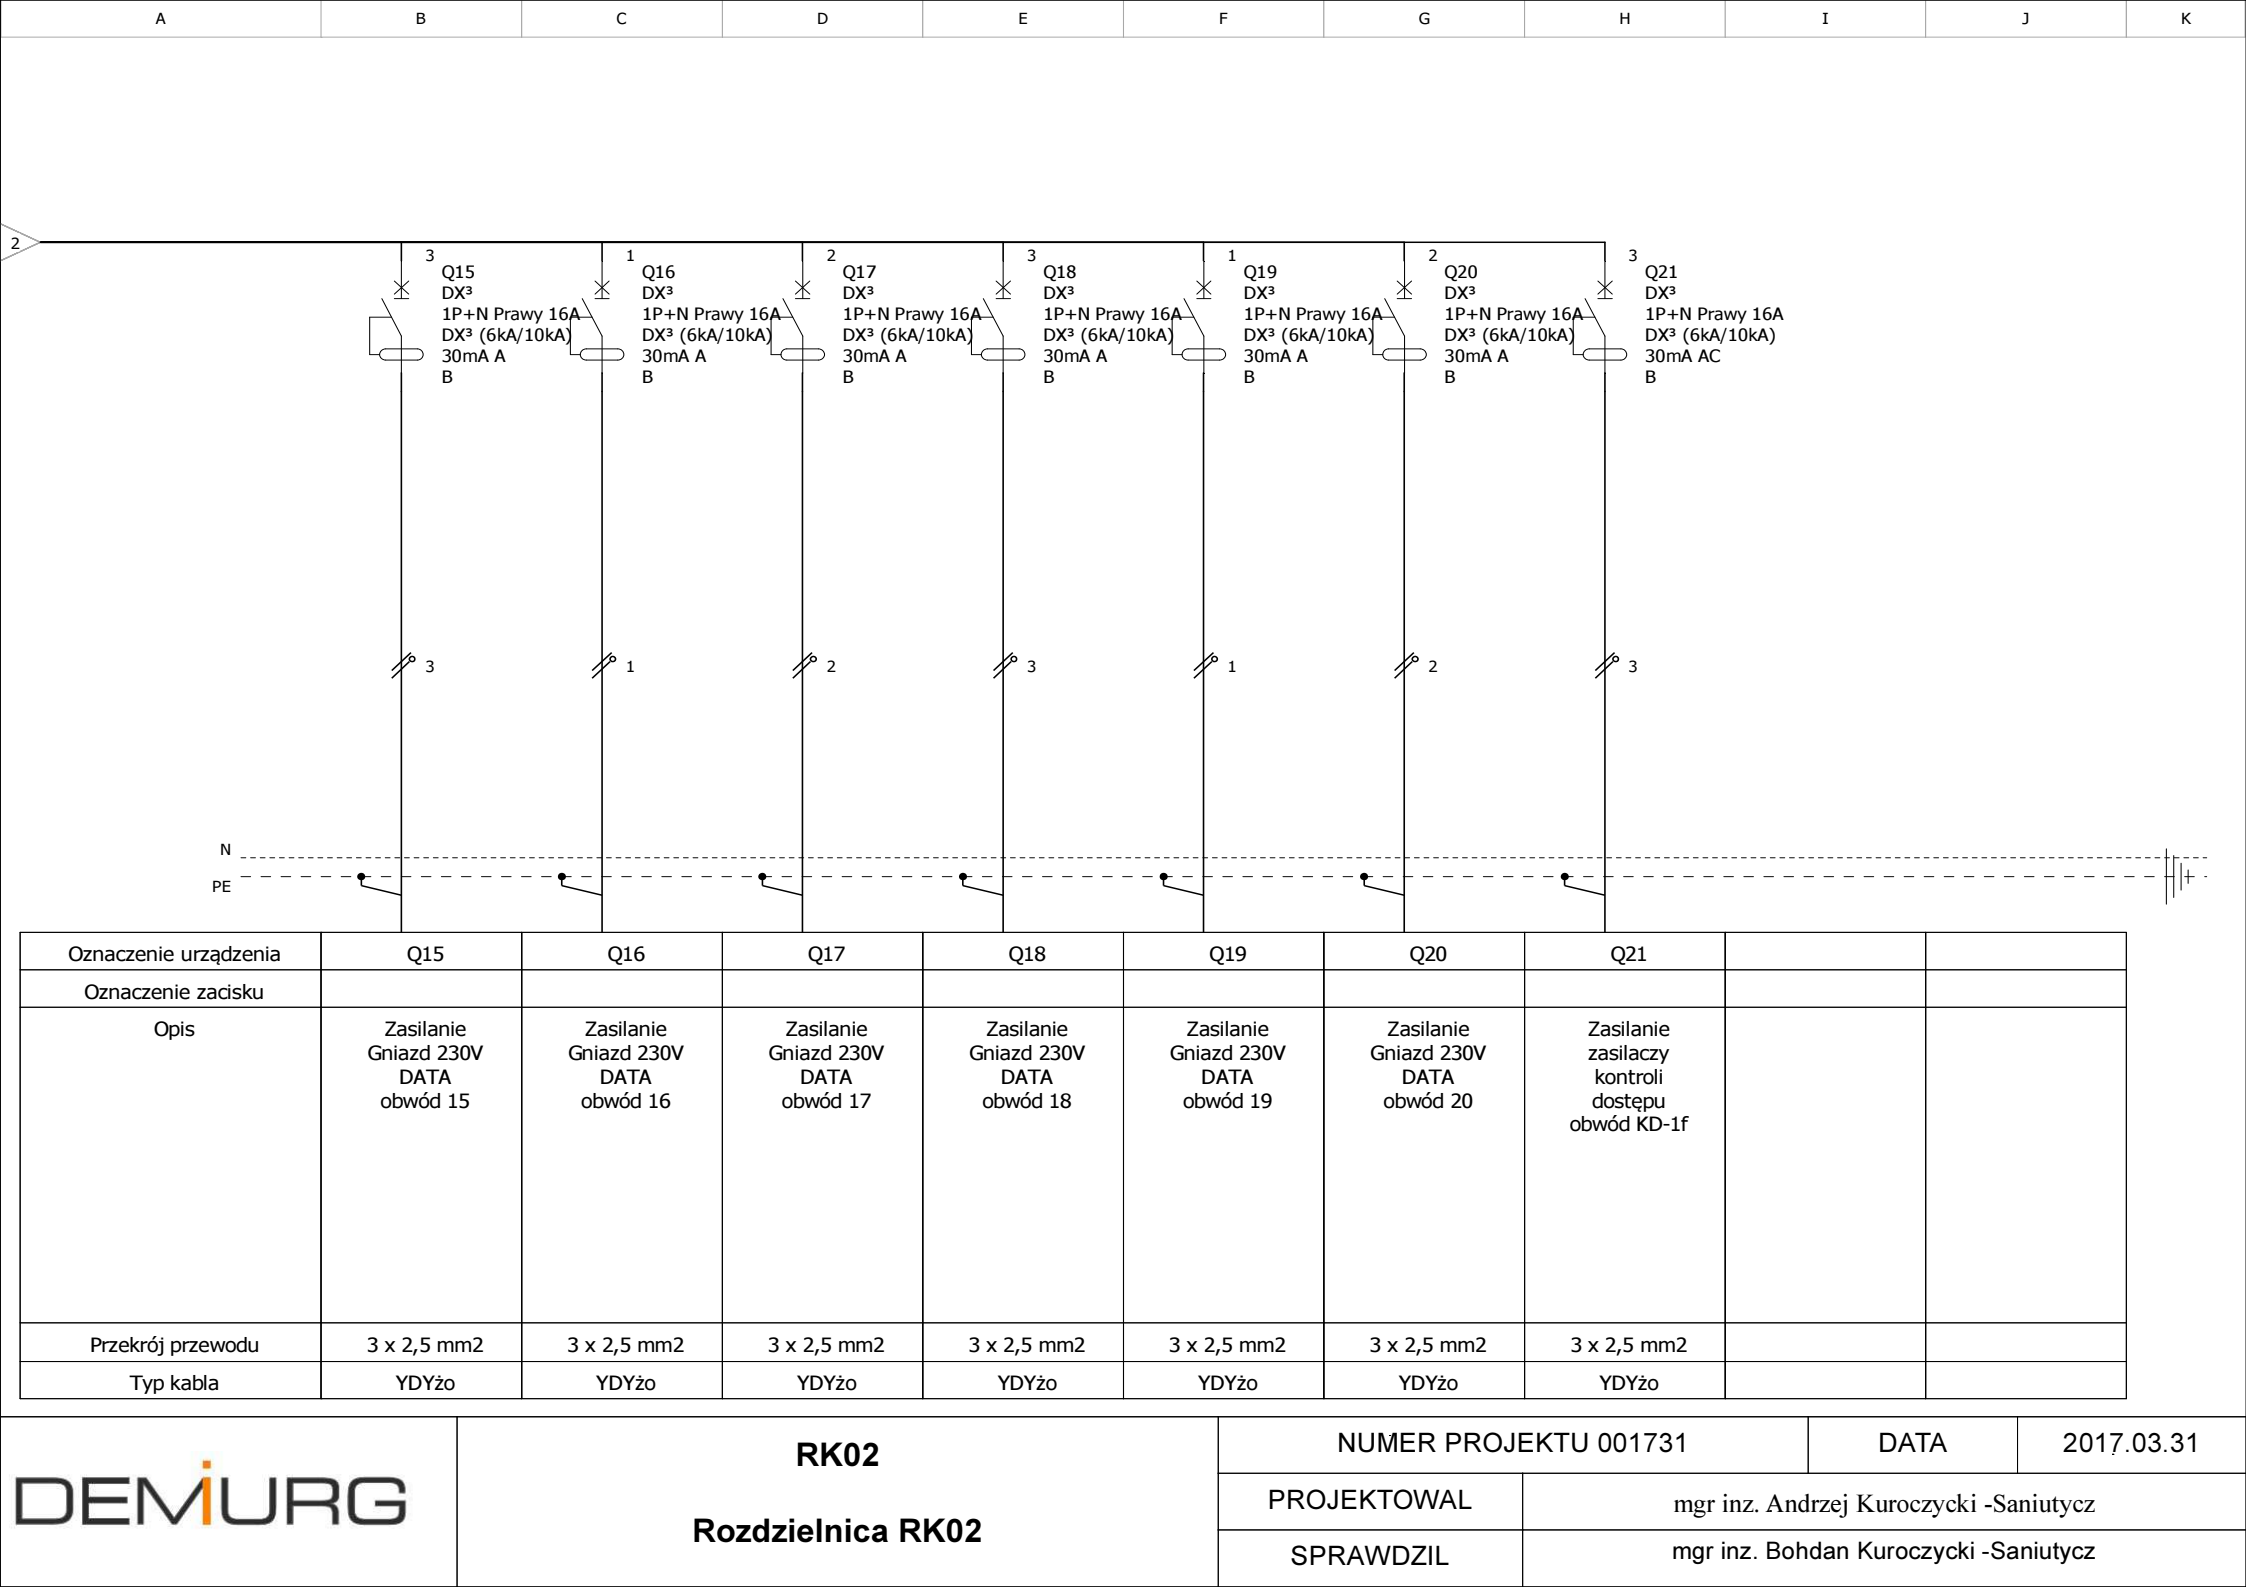 A B C D E F G H I J K
2
3 1 2 3 1 2 3
Q15
DX³
1P+N Prawy 16A
DX³ (6kA/10kA)
30mA A
B
Q16
DX³
1P+N Prawy 16A
DX³ (6kA/10kA)
30mA A
B
Q17
DX³
1P+N Prawy 16A
DX³ (6kA/10kA)
30mA A
B
Q18
DX³
1P+N Prawy 16A
DX³ (6kA/10kA)
30mA A
B
Q19
DX³
1P+N Prawy 16A
DX³ (6kA/10kA)
30mA A
B
Q20
DX³
1P+N Prawy 16A
DX³ (6kA/10kA)
30mA A
B
Q21
DX³
1P+N Prawy 16A
DX³ (6kA/10kA)
30mA AC
B
3 1 2 3 1 2 3
N
PE
Oznaczenie urządzenia Q15 Q16 Q17 Q18 Q19 Q20 Q21
Oznaczenie zacisku
Opis
Zasilanie
Gniazd 230V
DATA
obwód 15
Zasilanie
Gniazd 230V
DATA
obwód 16
Zasilanie
Gniazd 230V
DATA
obwód 17
Zasilanie
Gniazd 230V
DATA
obwód 18
Zasilanie
Gniazd 230V
DATA
obwód 19
Zasilanie
Gniazd 230V
DATA
obwód 20
Zasilanie
zasilaczy
kontroli
dostępu
obwód KD-1f
Przekrój przewodu 3 x 2,5 mm2 3 x 2,5 mm2 3 x 2,5 mm2 3 x 2,5 mm2 3 x 2,5 mm2 3 x 2,5 mm2 3 x 2,5 mm2
Typ kabla YDYżo YDYżo YDYżo YDYżo YDYżo YDYżo YDYżo
DEMiURG
RK02
Rozdzielnica RK02
NUMER PROJEKTU 001731 DATA 2017.03.31
PROJEKTOWAL mgr inz. Andrzej Kuroczycki -Saniutycz
SPRAWDZIL mgr inz. Bohdan Kuroczycki -Saniutycz